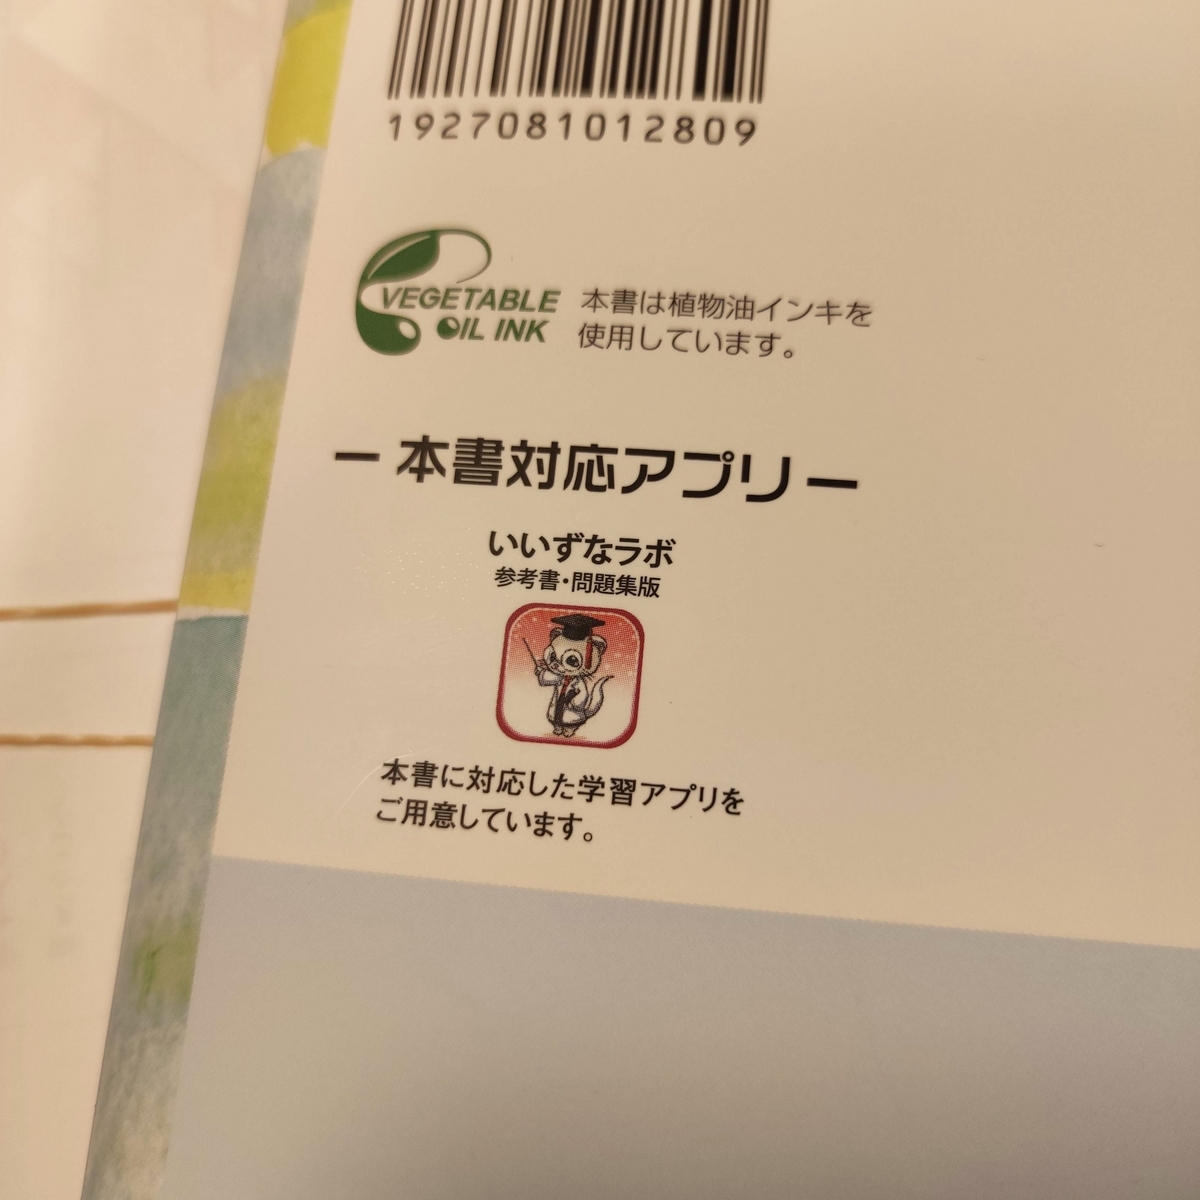 1927081012809
VEGETABLE
OIL INK
本書は植物油インキを
使用しています。
ー本書対応アプリー
いいずなラボ
参考書・問題集版
本書に対応した学習アプリを
ご用意しています。